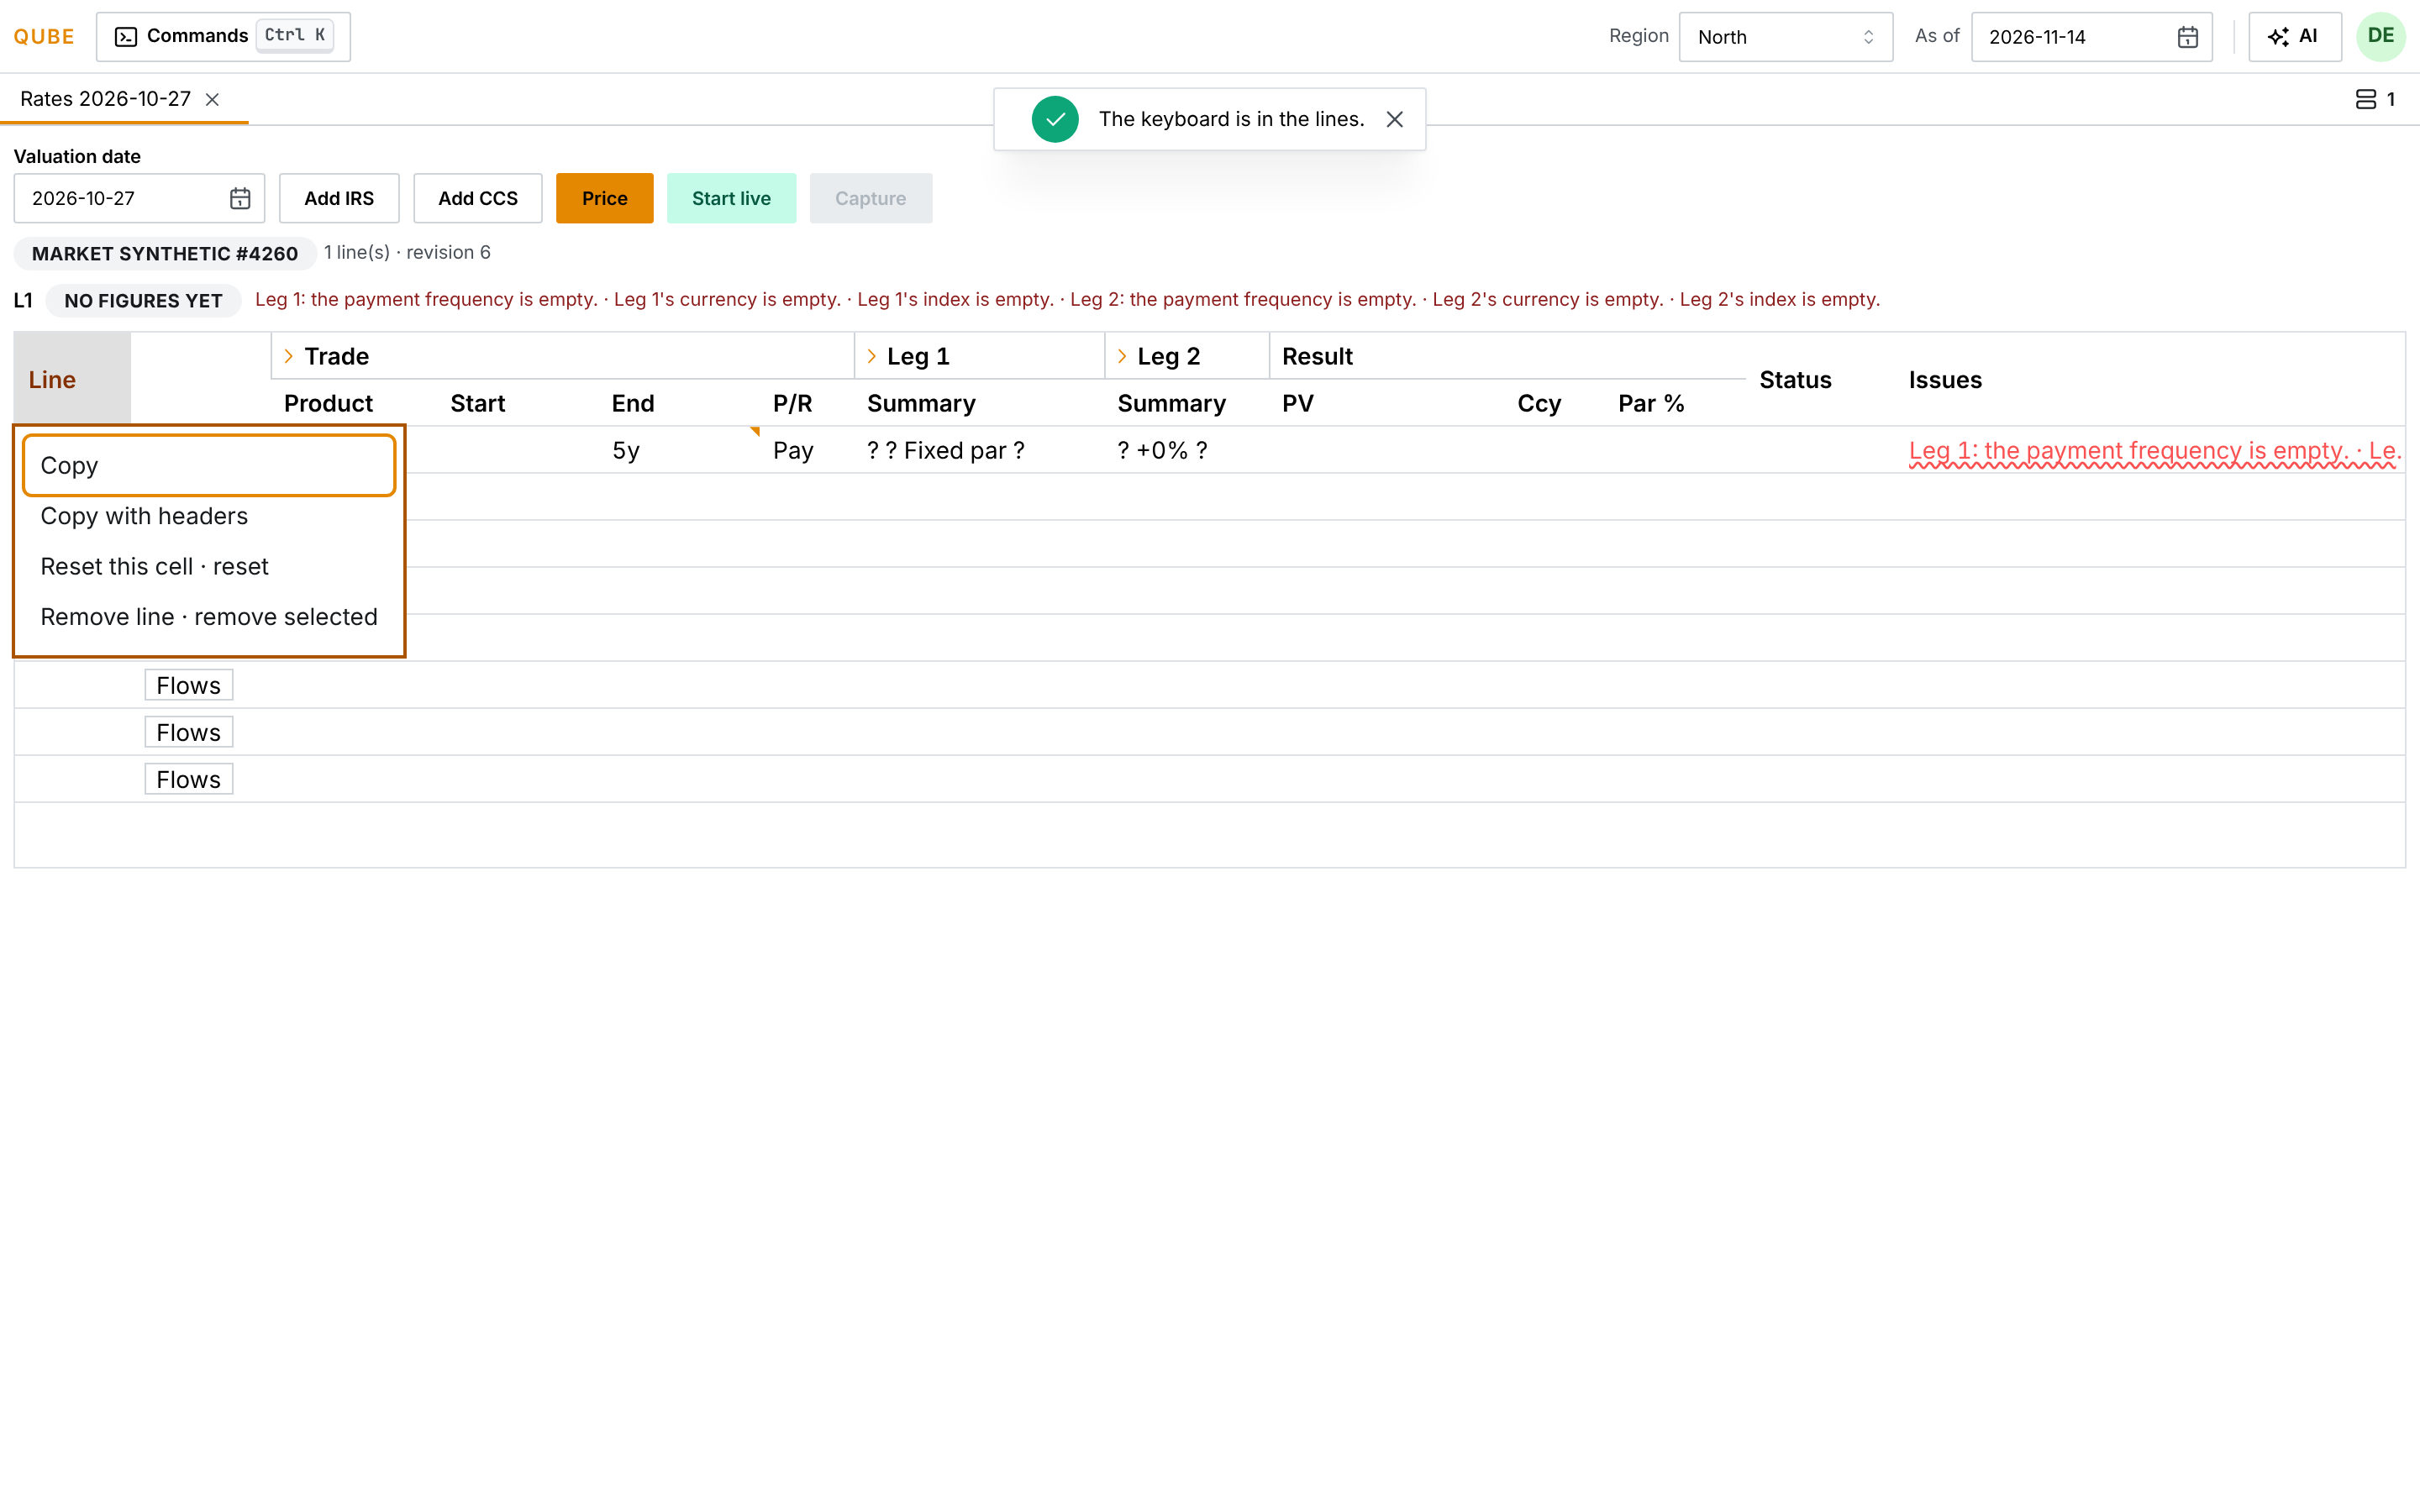 QUBE Commands Ctrl K Region North As of 2026-11-14 AI DE
Rates 2026-10-27 1
The keyboard is in the lines.
Valuation date
2026-10-27 Add IRS Add CCS Price Start live Capture
MARKET SYNTHETIC #4260 1 line(s) · revision 6
L1 NO FIGURES YET Leg 1: the payment frequency is empty. · Leg 1's currency is empty. · Leg 1's index is empty. · Leg 2: the payment frequency is empty. · Leg 2's currency is empty. · Leg 2's index is empty.
Line Trade Leg 1 Leg 2 Result Status Issues
Product Start End P/R Summary Summary PV Ccy Par %
5y Pay ? ? Fixed par ? ? +0% ? Leg 1: the payment frequency is empty. · Le.
Copy
Copy with headers
Reset this cell · reset
Remove line · remove selected
Flows
Flows
Flows